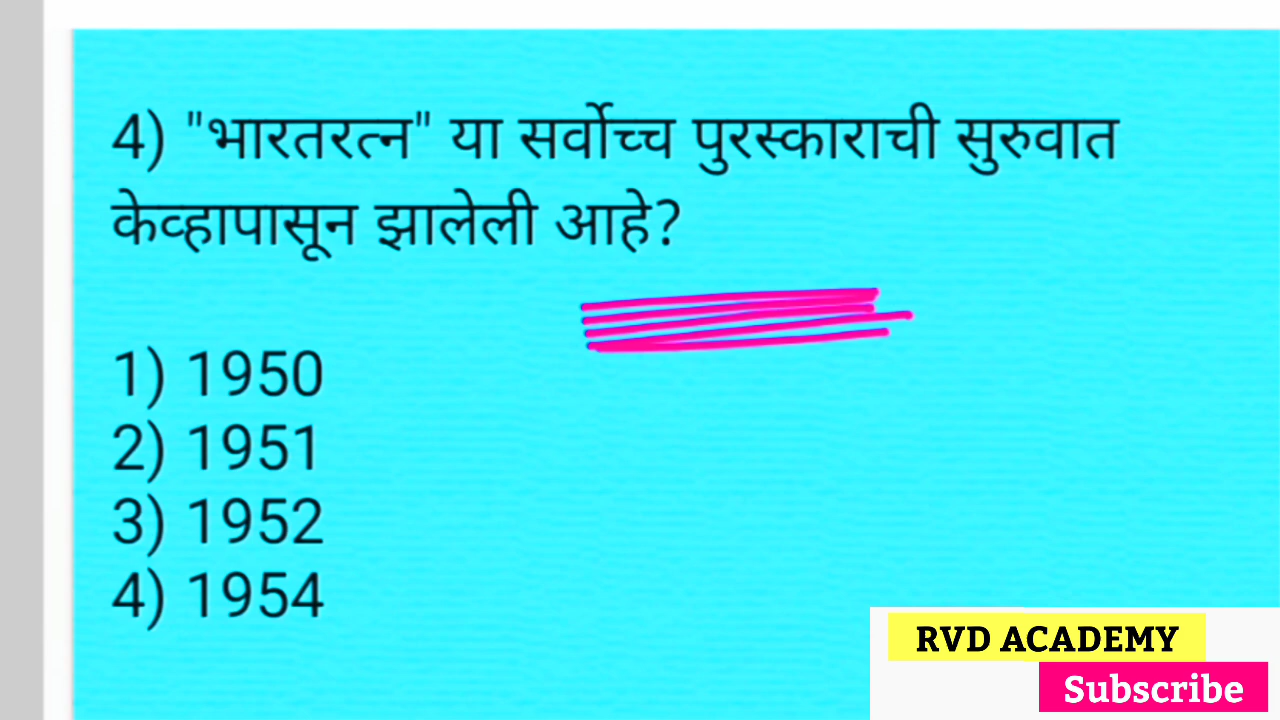 4) "भारतरत्न" या सर्वोच्च पुरस्काराची सुरुवात
केव्हापासून झालेली आहे?
1) 1950
2) 1951
3) 1952
4) 1954
RVD ACADEMY
Subscribe